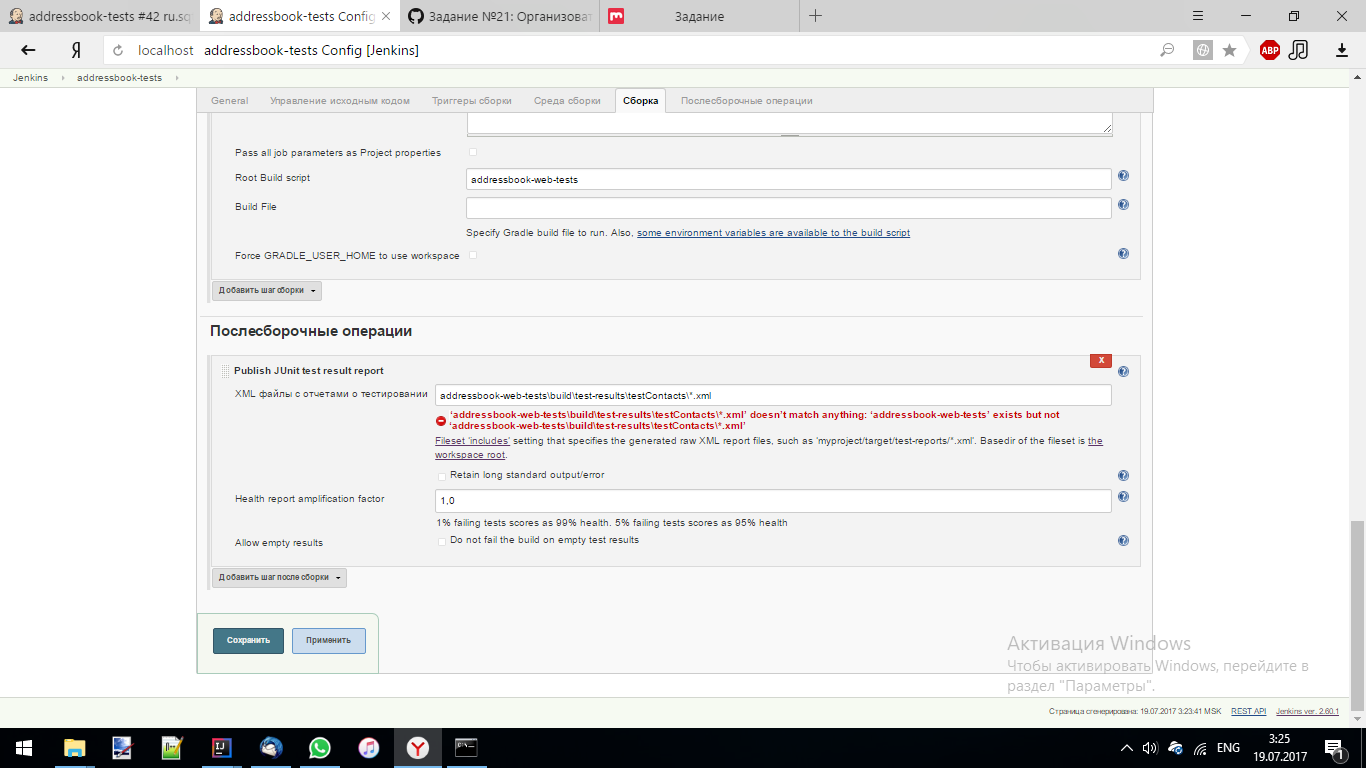 addressbook-tests #42 ru.sq
addressbook-tests Config
Задание №21: Организова
Задание
Я
localhost addressbook-tests Config [Jenkins]
ABP
Jenkins
addressbook-tests
General
Управление исходным кодом
Триггеры сборки
Среда сборки
Сборка
Послесборочные операции
Pass all job parameters as Project properties
Root Build script
addressbook-web-tests
Build File
Specify Gradle build file to run. Also, some environment variables are available to the build script
Force GRADLE_USER_HOME to use workspace
Добавить шаг сборки
Послесборочные операции
X
Publish JUnit test result report
XML файлы с отчетами о тестировании
addressbook-web-tests\build\test-results\testContacts\*.xml
‘addressbook-web-tests\build\test-results\testContacts\*.xml’ doesn’t match anything: ‘addressbook-web-tests’ exists but not
‘addressbook-web-tests\build\test-results\testContacts\*.xml’
Fileset 'includes' setting that specifies the generated raw XML report files, such as 'myproject/target/test-reports/*.xml'. Basedir of the fileset is the
workspace root.
Retain long standard output/error
Health report amplification factor
1,0
1% failing tests scores as 99% health. 5% failing tests scores as 95% health
Allow empty results
Do not fail the build on empty test results
Добавить шаг после сборки
Сохранить
Применить
Активация Windows
Чтобы активировать Windows, перейдите в
раздел "Параметры".
Страница сгенерирована: 19.07.2017 3:23:41 MSK
REST API
Jenkins ver. 2.60.1
ENG
3:25
19.07.2017
1